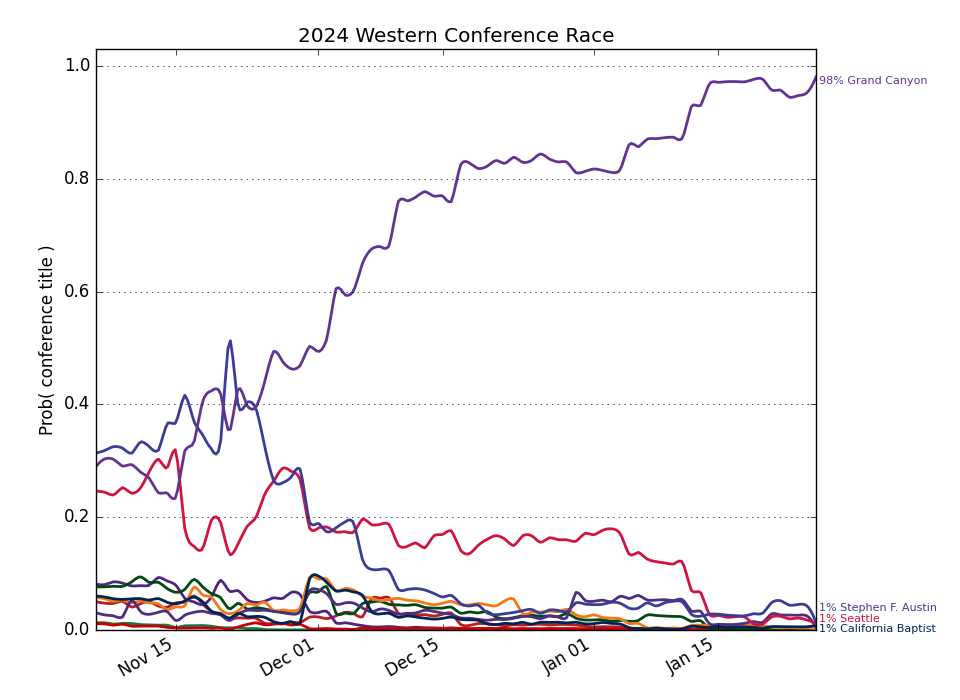 2024 Western Conference Race
Prob( conference title )
1.0
0.8
0.6
0.4
0.2
0.0
Nov 15
Dec 01
Dec 15
Jan 01
Jan 15
98% Grand Canyon
1% Stephen F. Austin
1% Seattle
1% California Baptist